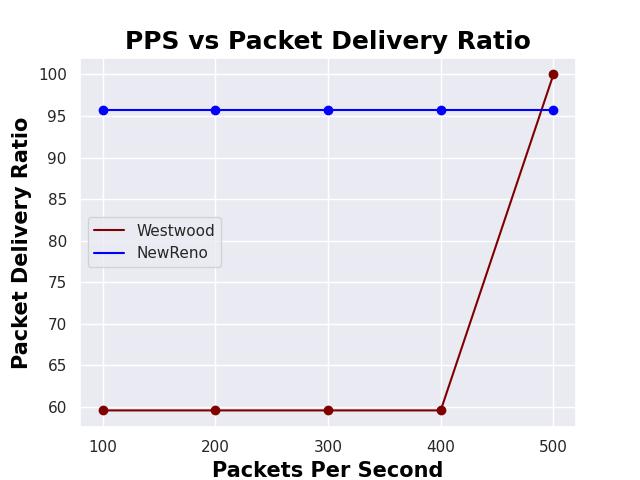 PPS vs Packet Delivery Ratio
Packet Delivery Ratio
100
95
90
85
80
75
70
65
60
Westwood
NewReno
100 200 300 400 500
Packets Per Second